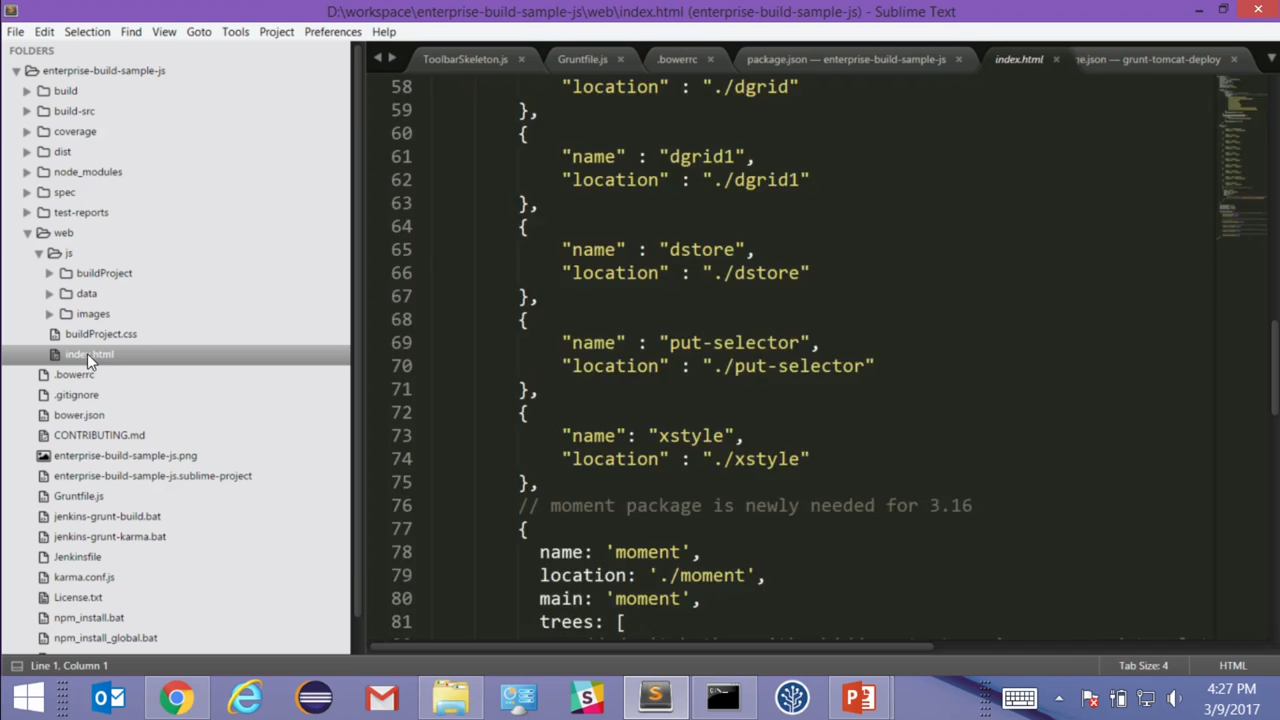 D:\workspace\enterprise-build-sample-js\web\index.html (enterprise-build-sample-js) - Sublime Text
File Edit Selection Find View Goto Tools Project Preferences Help
FOLDERS
enterprise-build-sample-js
build
build-src
coverage
dist
node_modules
spec
test-reports
web
js
buildProject
data
images
buildProject.css
index.html
.bowerrc
.gitignore
bower.json
CONTRIBUTING.md
enterprise-build-sample-js.png
enterprise-build-sample-js.sublime-project
Gruntfile.js
jenkins-grunt-build.bat
jenkins-grunt-karma.bat
Jenkinsfile
karma.conf.js
License.txt
npm_install.bat
npm_install_global.bat
ToolbarSkeleton.js Gruntfile.js .bowerrc package.json — enterprise-build-sample-js index.html e.json — grunt-tomcat-deploy
58 "location" : "./dgrid"
59 },
60 {
61 "name" : "dgrid1",
62 "location" : "./dgrid1"
63 },
64 {
65 "name" : "dstore",
66 "location" : "./dstore"
67 },
68 {
69 "name" : "put-selector",
70 "location" : "./put-selector"
71 },
72 {
73 "name": "xstyle",
74 "location" : "./xstyle"
75 },
76 // moment package is newly needed for 3.16
77 {
78 name: 'moment',
79 location: './moment',
80 main: 'moment',
81 trees: [
Line 1, Column 1 Tab Size: 4 HTML
4:27 PM
3/9/2017